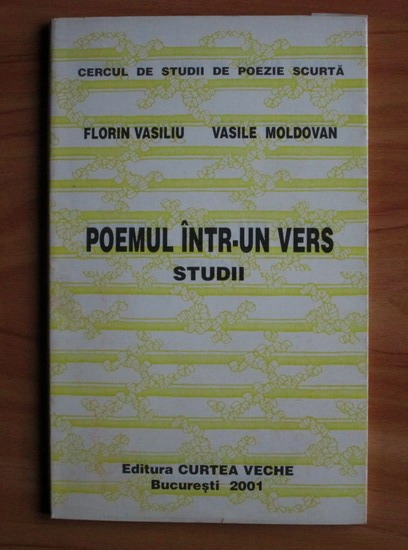 CERCUL DE STUDII DE POEZIE SCURTĂ
FLORIN VASILIU VASILE MOLDOVAN
POEMUL ÎNTR-UN VERS
STUDII
Editura CURTEA VECHE
Bucureşti 2001